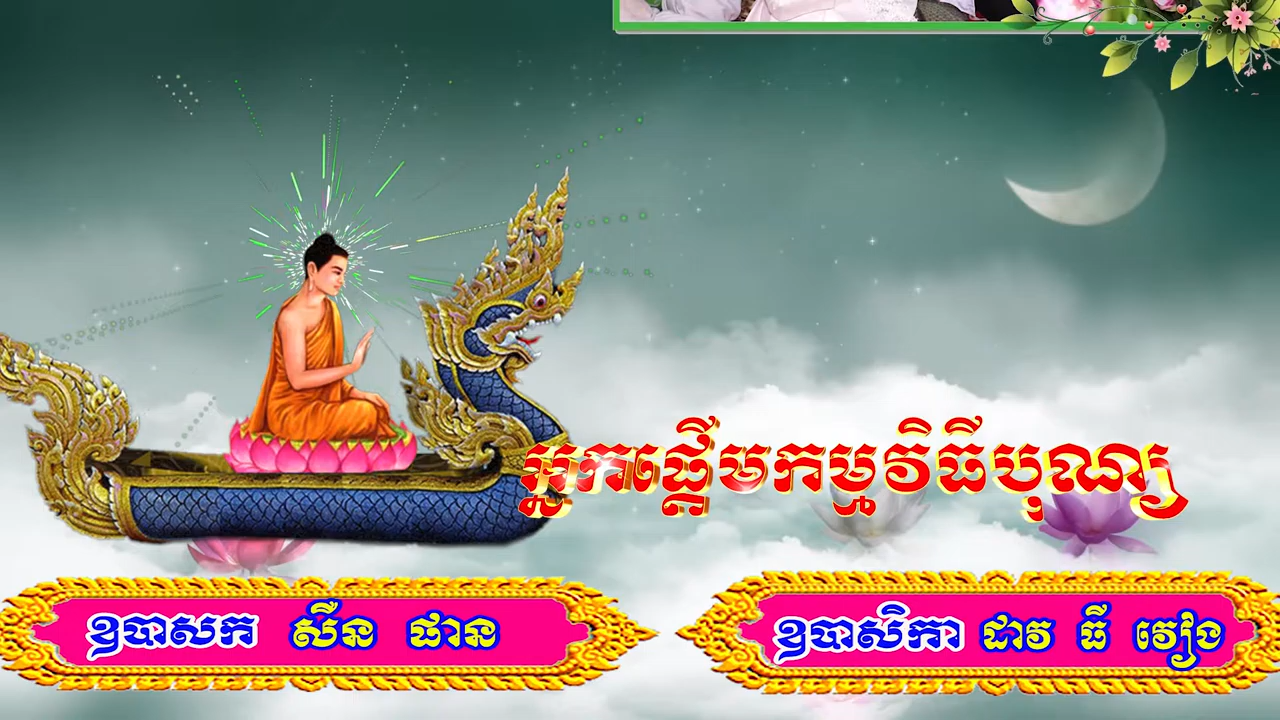 អ្នកផ្ដើមកម្មវិធីបុណ្យ
ឧបាសក ស៊ឺន ផាន
ឧបាសិកា ដាវ ធី វៀង